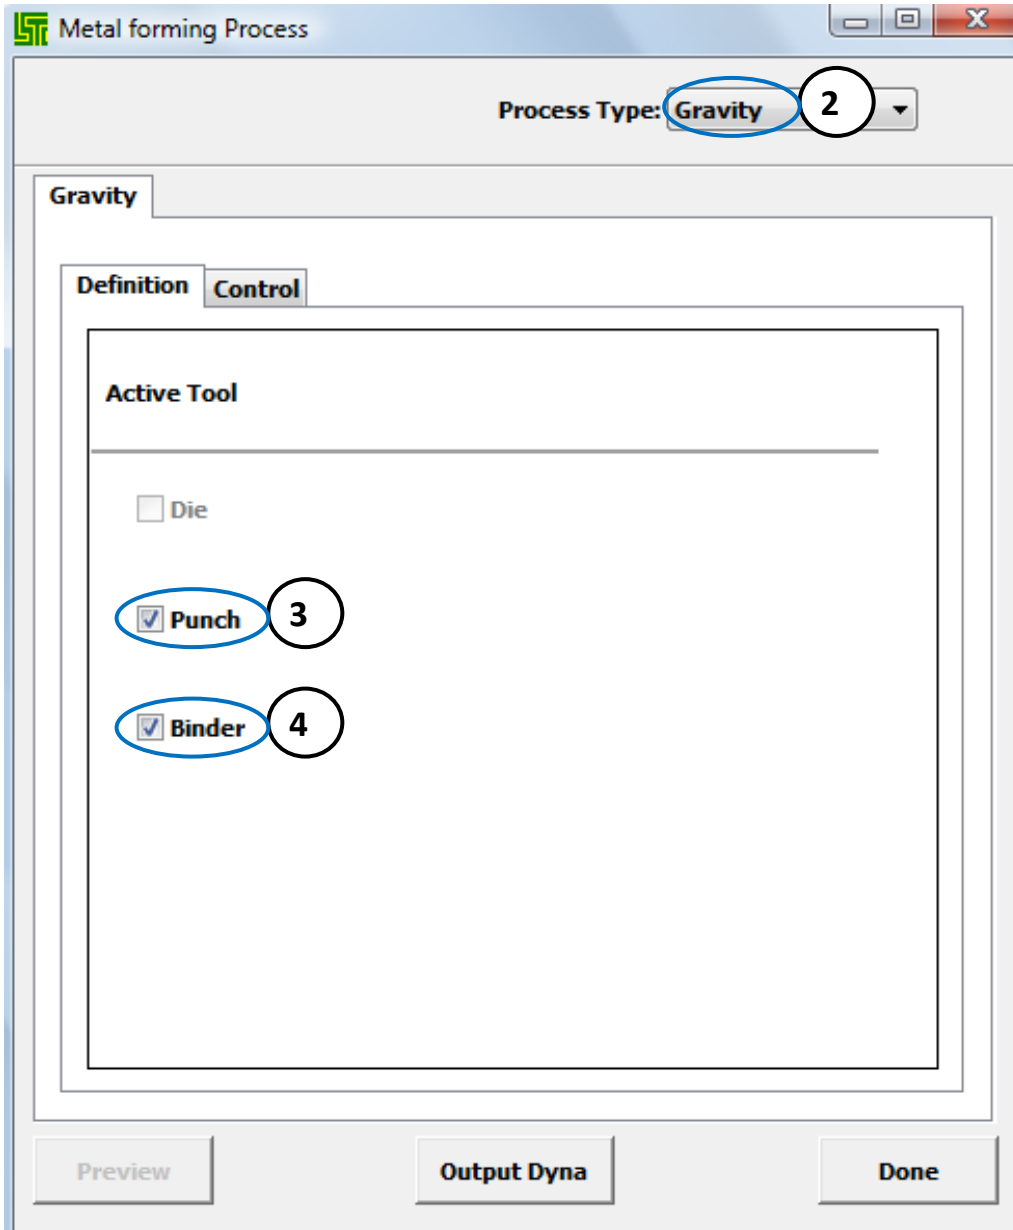 LSTC Metal forming Process
Process Type: Gravity 2
Gravity
Definition Control
Active Tool
Die
Punch 3
Binder 4
Preview Output Dyna Done